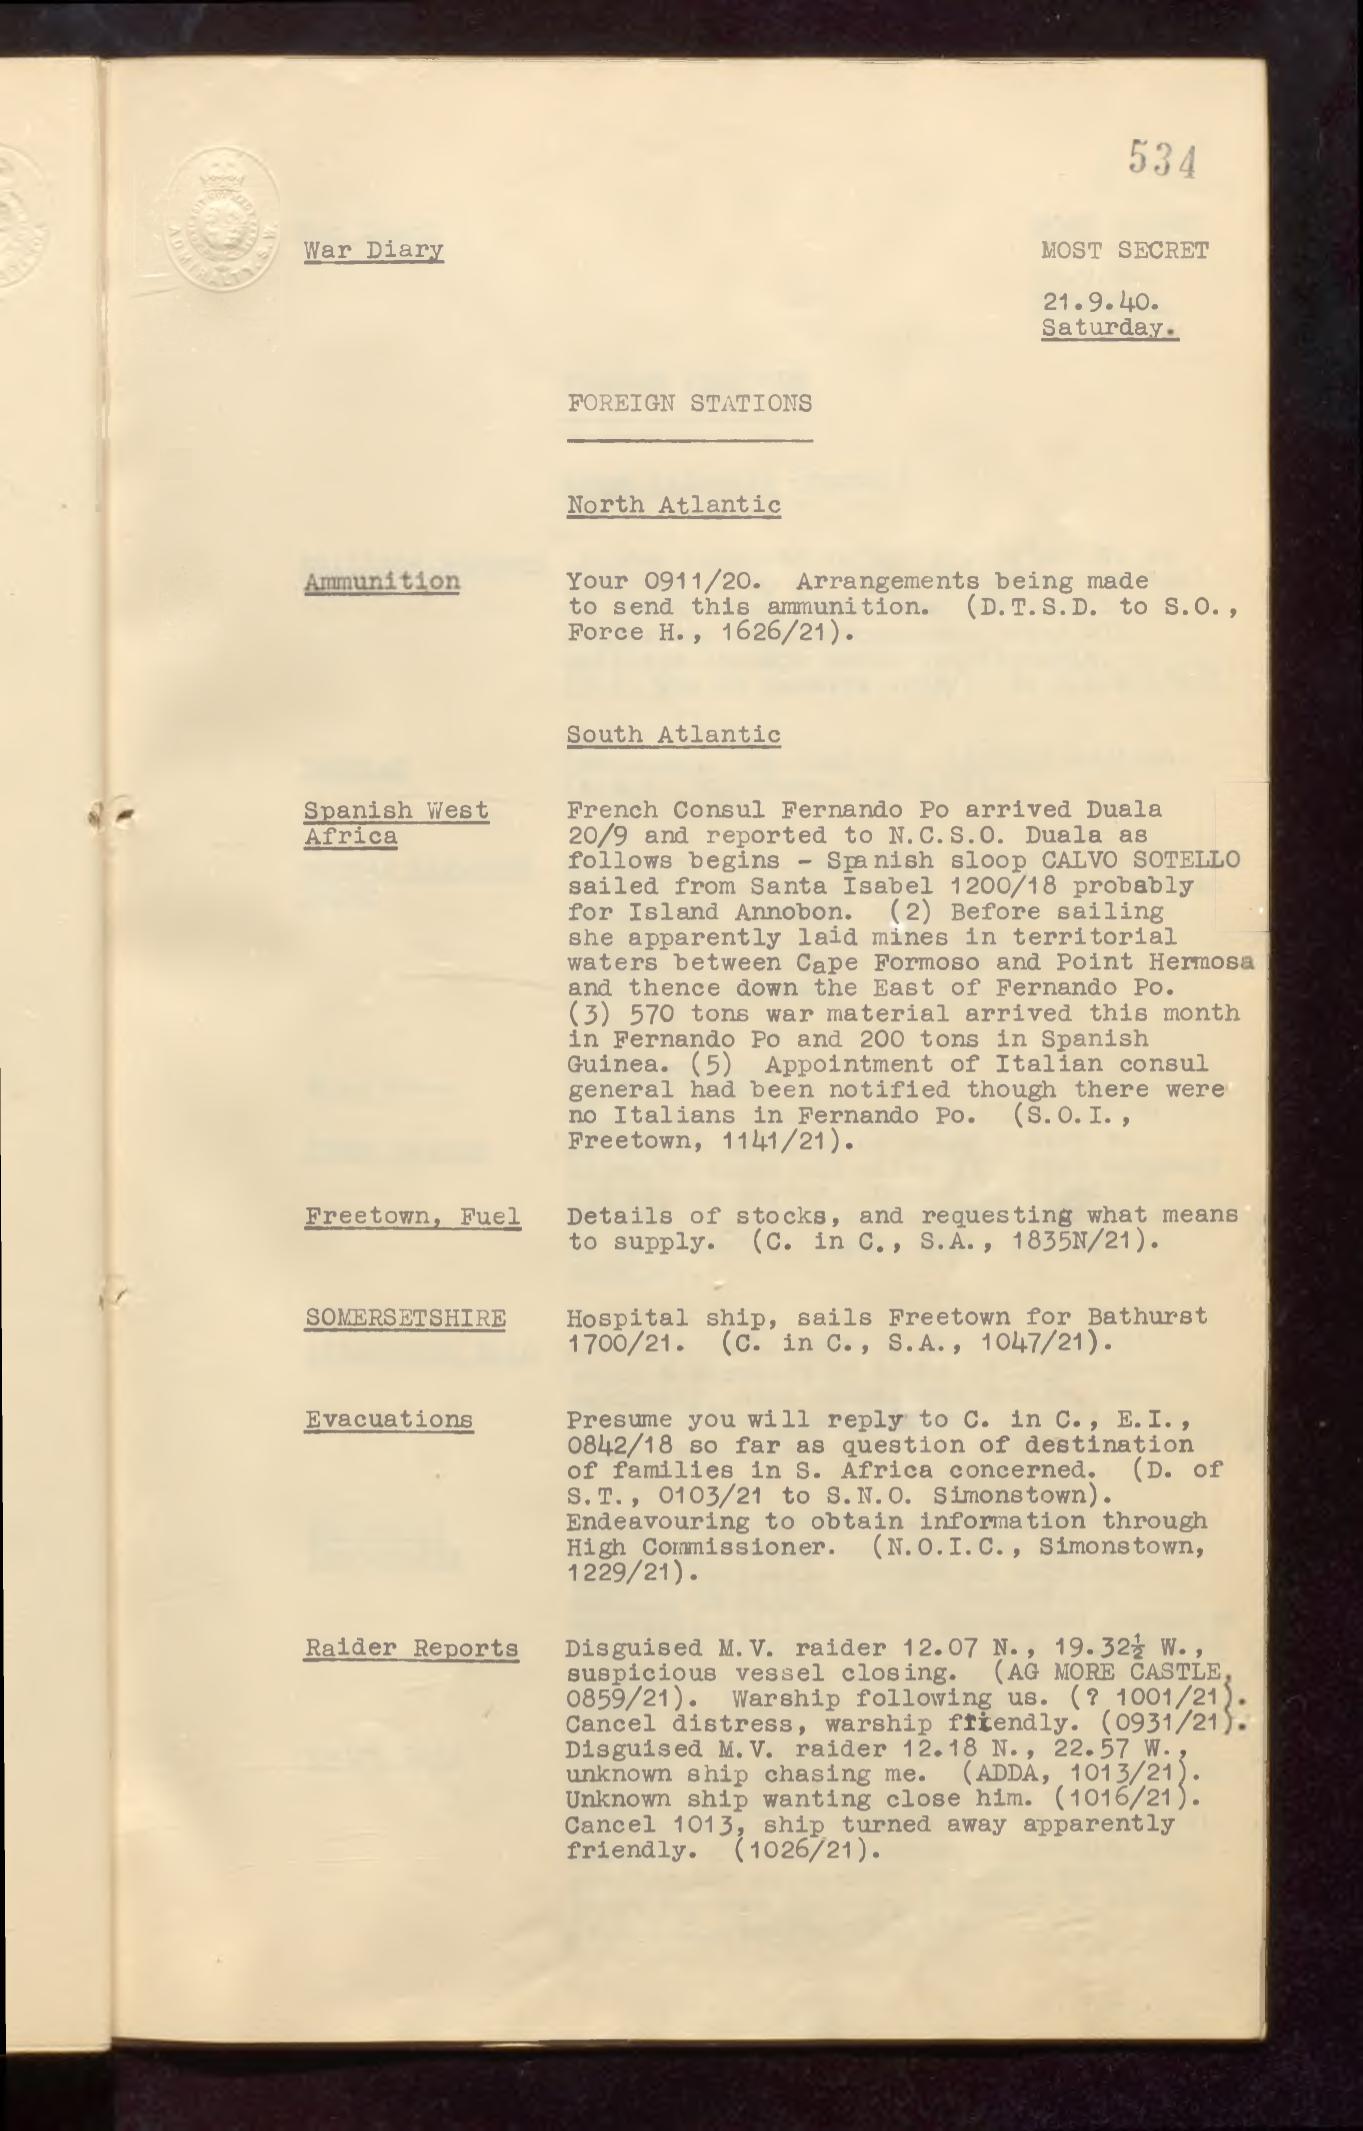 534
ADMIRALTY.S.W.
War Diary
MOST SECRET
21.9.40.
Saturday.
FOREIGN STATIONS
North Atlantic
Ammunition
Your 0911/20. Arrangements being made
to send this ammunition. (D.T.S.D. to S.O.,
Force H., 1626/21).
South Atlantic
Spanish West
Africa
French Consul Fernando Po arrived Duala
20/9 and reported to N.C.S.O. Duala as
follows begins - Spanish sloop CALVO SOTELLO
sailed from Santa Isabel 1200/18 probably
for Island Annobon. (2) Before sailing
she apparently laid mines in territorial
waters between Cape Formoso and Point Hermosa
and thence down the East of Fernando Po.
(3) 570 tons war material arrived this month
in Fernando Po and 200 tons in Spanish
Guinea. (5) Appointment of Italian consul
general had been notified though there were
no Italians in Fernando Po. (S.O.I.,
Freetown, 1141/21).
Freetown, Fuel
Details of stocks, and requesting what means
to supply. (C. in C., S.A., 1835N/21).
SOMERSETSHIRE
Hospital ship, sails Freetown for Bathurst
1700/21. (C. in C., S.A., 1047/21).
Evacuations
Presume you will reply to C. in C., E.I.,
0842/18 so far as question of destination
of families in S. Africa concerned. (D. of
S.T., 0103/21 to S.N.O. Simonstown).
Endeavouring to obtain information through
High Commissioner. (N.O.I.C., Simonstown,
1229/21).
Raider Reports
Disguised M.V. raider 12.07 N., 19.32½ W.,
suspicious vessel closing. (AG MORE CASTLE,
0859/21). Warship following us. (? 1001/21).
Cancel distress, warship friendly. (0931/21).
Disguised M.V. raider 12.18 N., 22.57 W.,
unknown ship chasing me. (ADDA, 1013/21).
Unknown ship wanting close him. (1016/21).
Cancel 1013, ship turned away apparently
friendly. (1026/21).